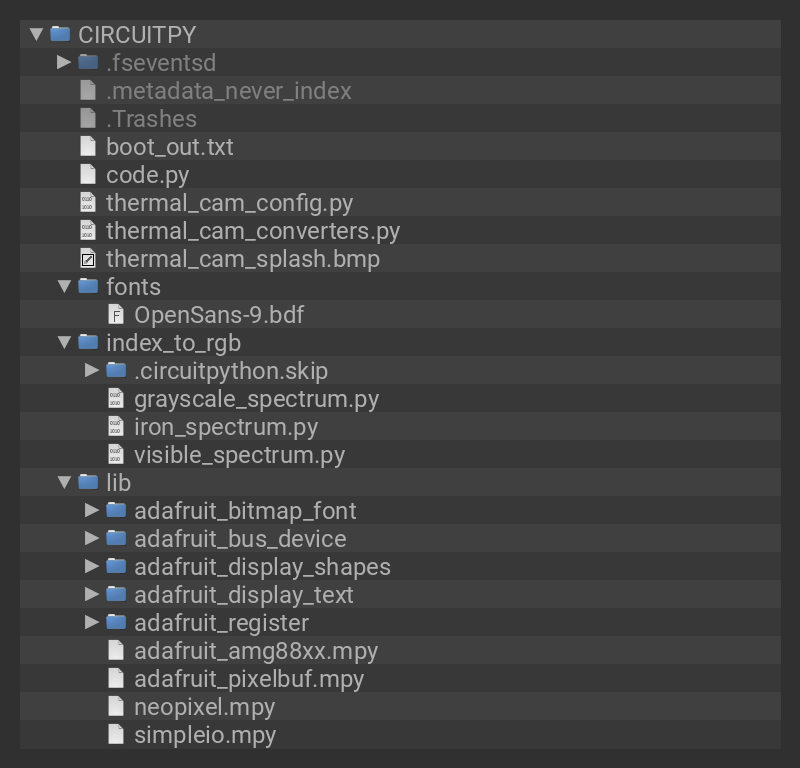 CIRCUITPY
.fseventsd
.metadata_never_index
.Trashes
boot_out.txt
code.py
thermal_cam_config.py
thermal_cam_converters.py
thermal_cam_splash.bmp
fonts
OpenSans-9.bdf
index_to_rgb
.circuitpython.skip
grayscale_spectrum.py
iron_spectrum.py
visible_spectrum.py
lib
adafruit_bitmap_font
adafruit_bus_device
adafruit_display_shapes
adafruit_display_text
adafruit_register
adafruit_amg88xx.mpy
adafruit_pixelbuf.mpy
neopixel.mpy
simpleio.mpy